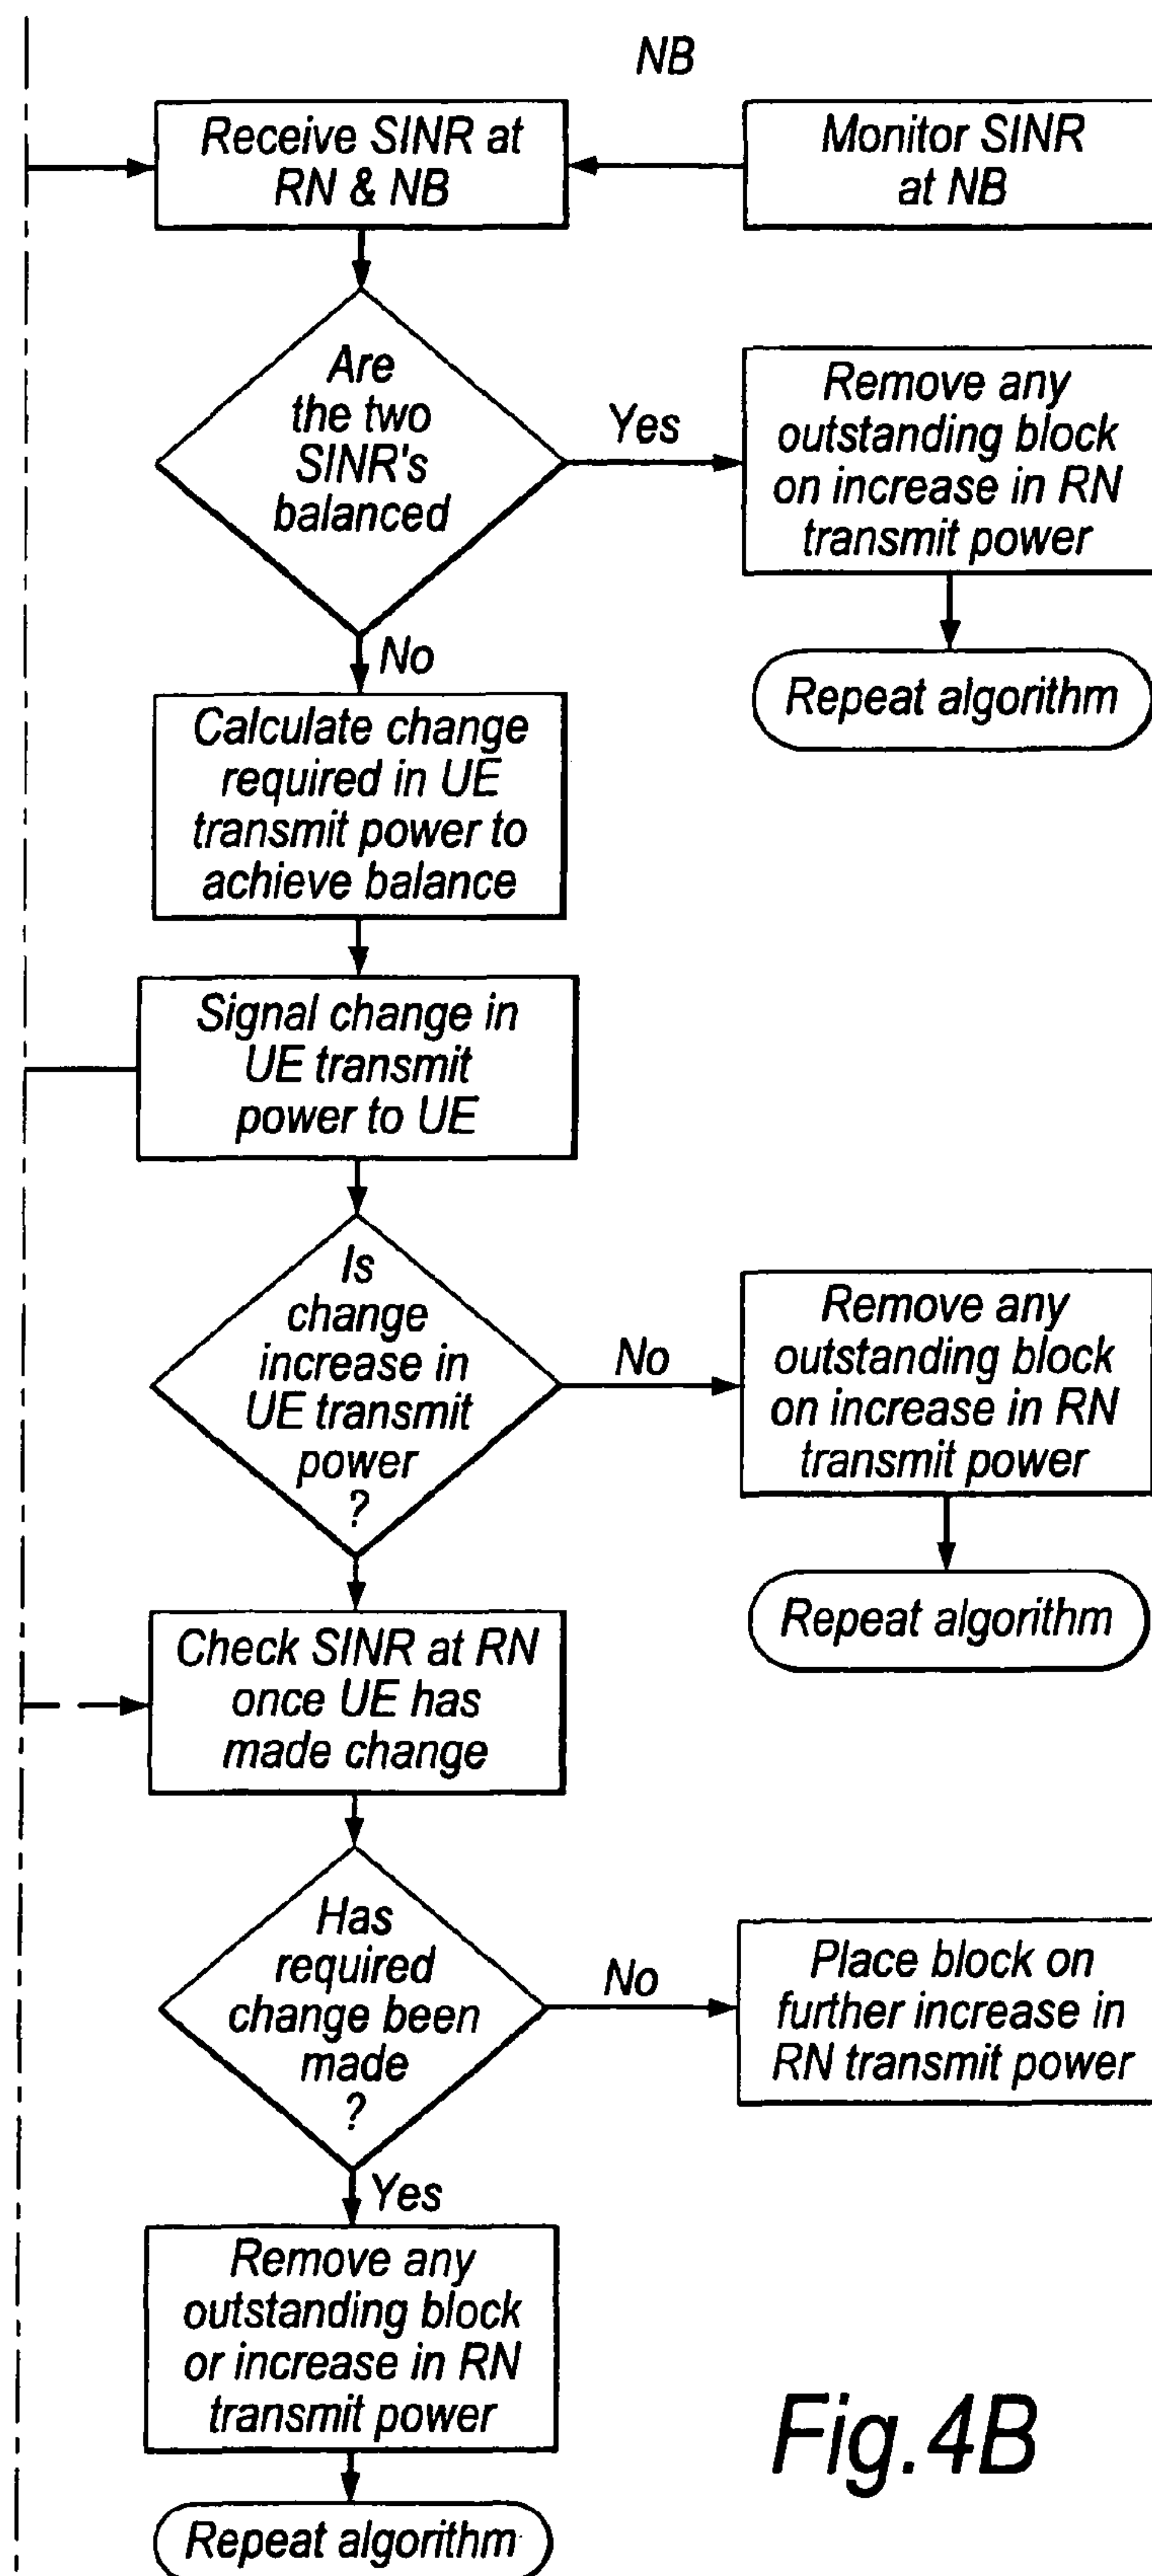 NB
Receive SINR at
RN & NB
Monitor SINR
at NB
Are
the two
SINR's
balanced
Yes
Remove any
outstanding block
on increase in RN
transmit power
Repeat algorithm
No
Calculate change
required in UE
transmit power to
achieve balance
Signal change in
UE transmit
power to UE
Is
change
increase in
UE transmit
power
?
No
Remove any
outstanding block
on increase in RN
transmit power
Repeat algorithm
Check SINR at RN
once UE has
made change
Has
required
change been
made
?
No
Place block on
further increase in
RN transmit power
Yes
Remove any
outstanding block
or increase in RN
transmit power
Repeat algorithm
Fig.4B